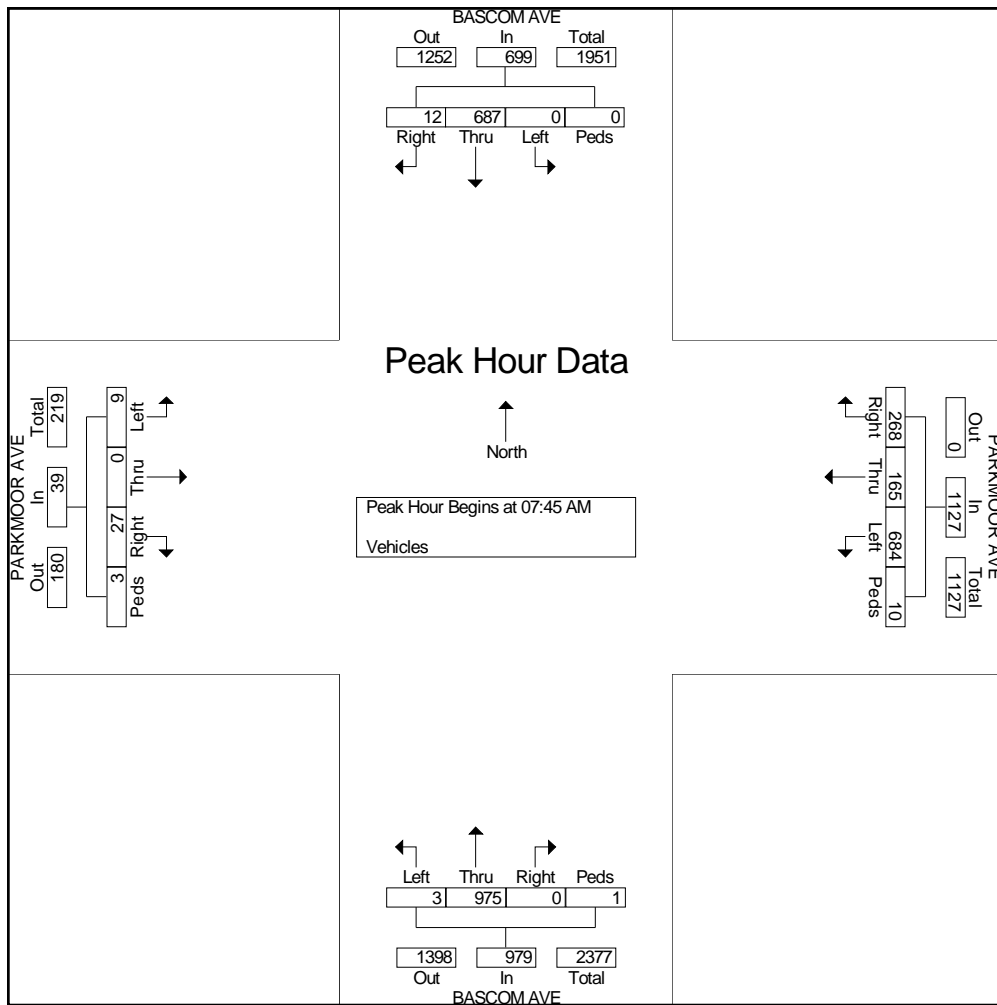 BASCOM AVE
Out In Total
1252 699 1951
12 687 0 0
Right Thru Left Peds
Peak Hour Data
North
Peak Hour Begins at 07:45 AM
Vehicles
PARKMOOR AVE
Out In Total
180 39 219
Left Thru Right Peds
9 0 27 3
PARKMOOR AVE
Out In Total
0 1127 1127
268 165 684 10
Right Thru Left Peds
Left Thru Right Peds
3 975 0 1
1398 979 2377
Out In Total
BASCOM AVE